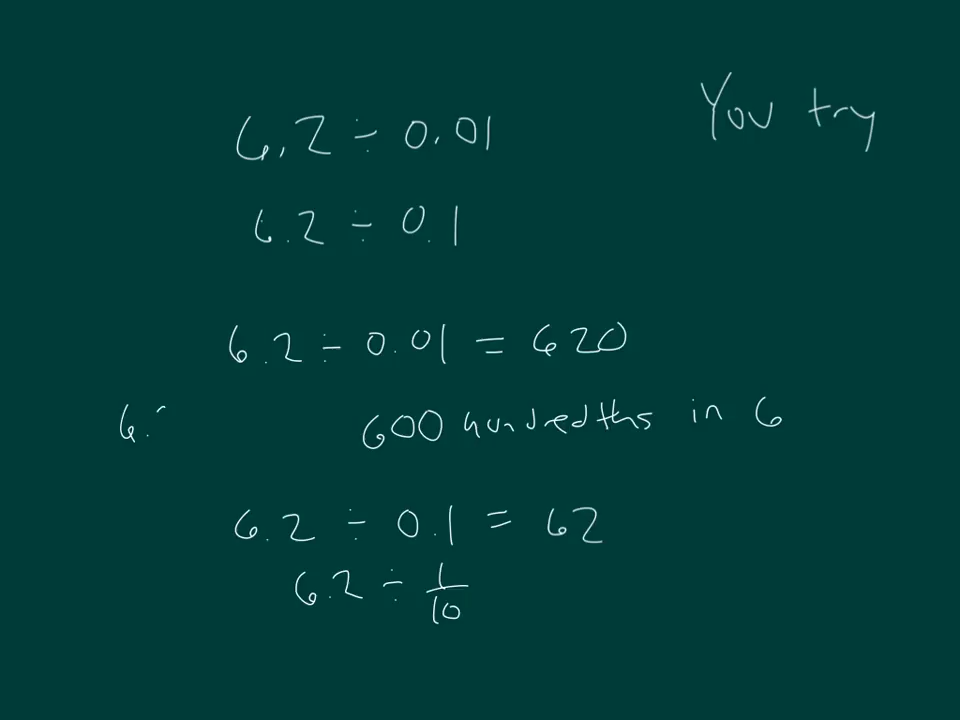 You try
6.2 ÷ 0.01
6.2 ÷ 0.1
6.2 ÷ 0.01 = 620
6.
600 hundredths in 6
6.2 ÷ 0.1 = 62
6.2 ÷ 1/10